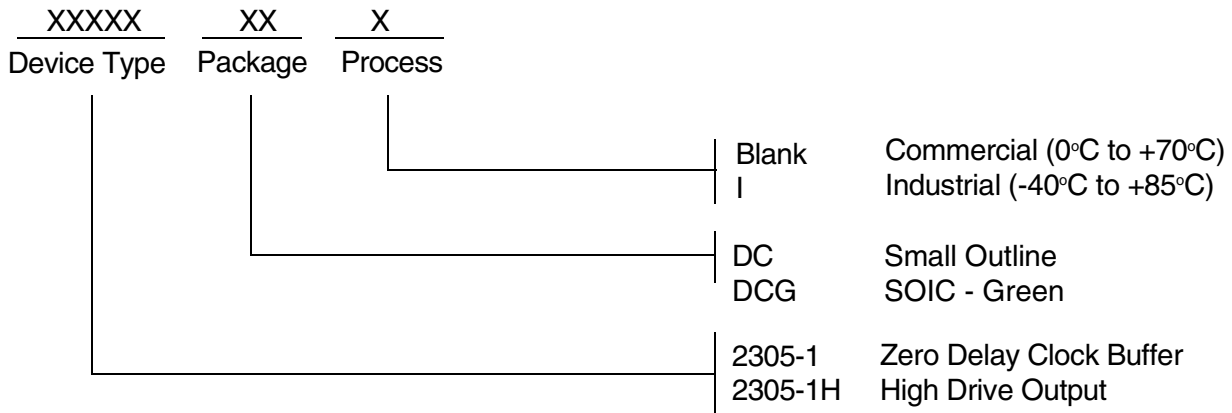 XXXXX XX X
Device Type Package Process
Blank Commercial (0°C to +70°C)
I Industrial (-40°C to +85°C)
DC Small Outline
DCG SOIC - Green
2305-1 Zero Delay Clock Buffer
2305-1H High Drive Output